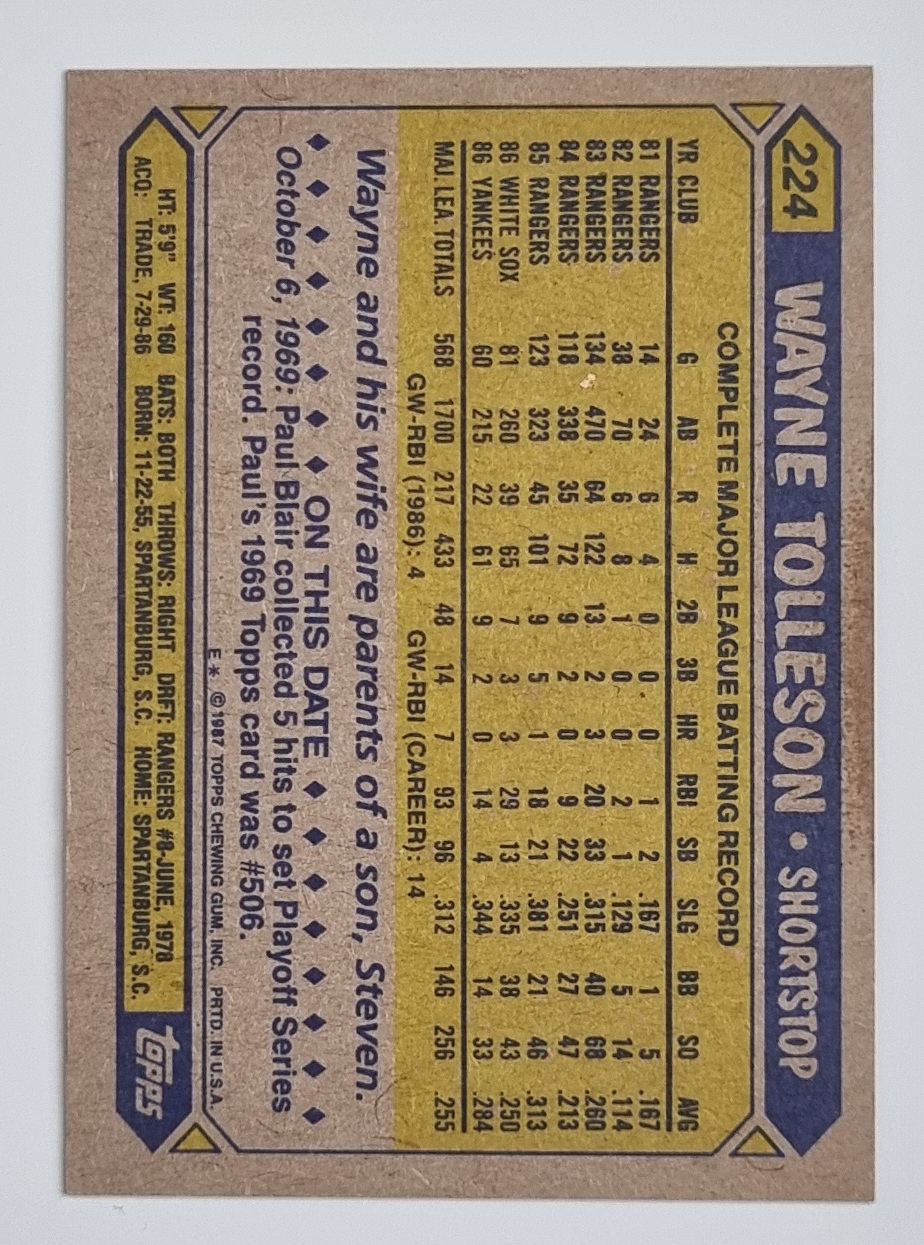 224 WAYNE TOLLESON • SHORTSTOP
COMPLETE MAJOR LEAGUE BATTING RECORD
YR CLUB G AB R H 2B 3B HR RBI SB SLG BB SO AVG
81 RANGERS 14 24 6 4 0 0 0 1 2 .167 1 5 .167
82 RANGERS 38 70 6 8 1 0 0 2 1 .129 5 14 .114
83 RANGERS 134 470 64 122 13 2 3 20 33 .315 40 68 .260
84 RANGERS 118 338 35 72 9 2 0 9 22 .251 27 47 .213
85 RANGERS 123 323 45 101 9 5 1 18 21 .381 21 46 .313
86 WHITE SOX 81 260 39 65 7 3 3 29 13 .335 38 43 .250
86 YANKEES 60 215 22 61 9 2 0 14 4 .344 14 33 .284
MAJ. LEA. TOTALS 568 1700 217 433 48 14 7 93 96 .312 146 256 .255
GW-RBI (1986): 4 GW-RBI (CAREER): 14
Wayne and his wife are parents of a son, Steven.
ON THIS DATE
October 6, 1969: Paul Blair collected 5 hits to set Playoff Series
record. Paul's 1969 Topps card was #506.
E * © 1987 TOPPS CHEWING GUM, INC. PRTD. IN U.S.A.
HT: 5'9" WT: 160 BATS: BOTH THROWS: RIGHT DRFT: RANGERS #8-JUNE, 1978
ACQ: TRADE, 7-29-86 BORN: 11-22-55, SPARTANBURG, S.C. HOME: SPARTANBURG, S.C.
topps